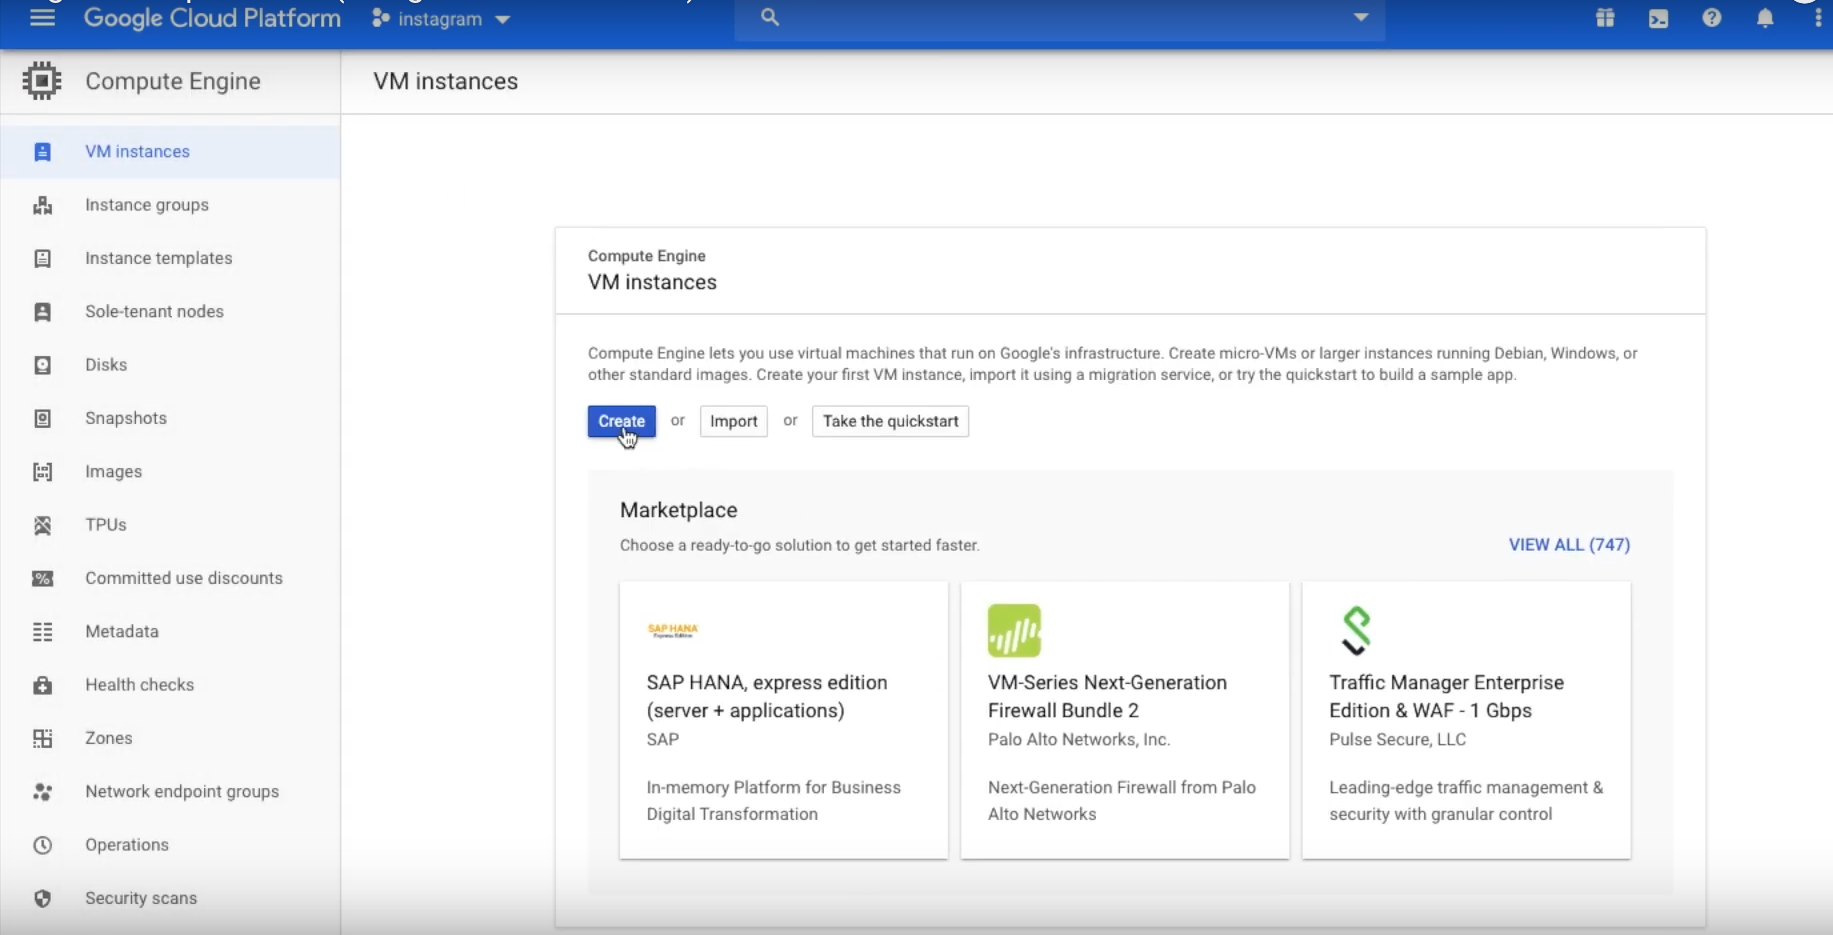 Google Cloud Platform
instagram
Compute Engine
VM instances
VM instances
Instance groups
Instance templates
Sole-tenant nodes
Disks
Snapshots
Images
TPUs
Committed use discounts
Metadata
Health checks
Zones
Network endpoint groups
Operations
Security scans
Compute Engine
VM instances
Compute Engine lets you use virtual machines that run on Google's infrastructure. Create micro-VMs or larger instances running Debian, Windows, or
other standard images. Create your first VM instance, import it using a migration service, or try the quickstart to build a sample app.
Create or Import or Take the quickstart
Marketplace
Choose a ready-to-go solution to get started faster.
VIEW ALL (747)
SAP HANA
Express Edition
SAP HANA, express edition
(server + applications)
SAP
In-memory Platform for Business
Digital Transformation
VM-Series Next-Generation
Firewall Bundle 2
Palo Alto Networks, Inc.
Next-Generation Firewall from Palo
Alto Networks
Traffic Manager Enterprise
Edition & WAF - 1 Gbps
Pulse Secure, LLC
Leading-edge traffic management &
security with granular control